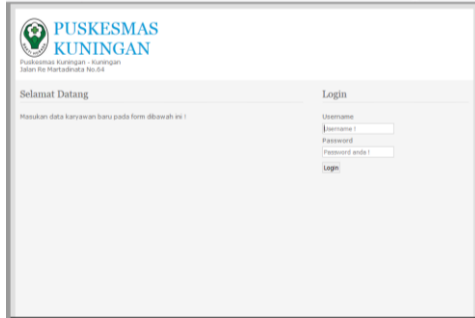 PUSKESMAS
KUNINGAN
Puskesmas Kuningan - Kuningan
Jalan Re Martadinata No.64
Selamat Datang
Masukan data karyawan baru pada form dibawah ini !
Login
Username
Username !
Password
Password anda !
Login